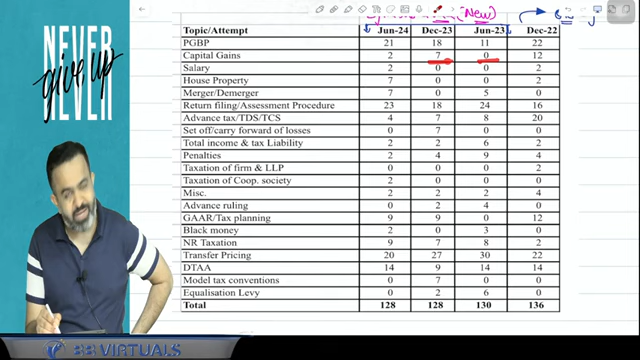 NEVER
give up
NEVER
(New)
Topic/Attempt Jun-24 Dec-23 Jun-23 Dec-22
PGBP 21 18 11 22
Capital Gains 2 7 0 12
Salary 2 0 0 2
House Property 7 0 0 2
Merger/Demerger 7 0 5 0
Return filing/Assessment Procedure 23 18 24 16
Advance tax/TDS/TCS 4 7 8 20
Set off/carry forward of losses 0 7 0 0
Total income & tax Liability 2 2 6 2
Penalties 2 4 9 4
Taxation of firm & LLP 0 0 0 2
Taxation of Coop. society 2 0 0 0
Misc. 2 2 2 4
Advance ruling 0 2 4 0
GAAR/Tax planning 9 9 0 12
Black money 2 0 3 0
NR Taxation 9 7 8 2
Transfer Pricing 20 27 30 22
DTAA 14 9 14 14
Model tax conventions 0 7 0 0
Equalisation Levy 0 2 6 0
Total 128 128 130 136
VIRTUALS